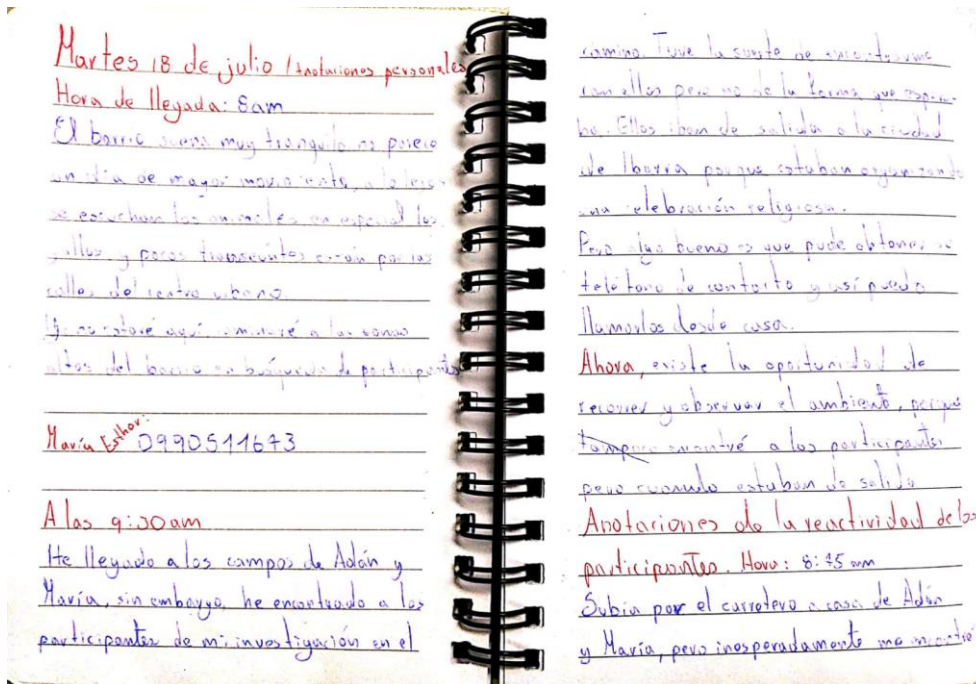 Martes 18 de julio / Anotaciones personales
Hora de llegada: 8am
El barrio suena muy tranquilo no parece
un día de mayor movimiento, a lo lejos
se escuchan los animales en especial los
gallos y pocos transeúntes están por las
calles del centro urbano.
aquí caminaré a las zonas
altas del barrio en búsqueda de participantes
María Esther: 0990511673
A las 9:30am
He llegado a los campos de Adán y
María, sin embargo, he encontrado a los
participantes de mi investigación en el
camino. Tuve la suerte de encontrarme
con ellos pero no de la forma que espera-
ba. Ellos iban de salida a la ciudad
de Ibarra porque estaban organizando
una celebración religiosa.
Pero algo bueno es que pude obtener su
teléfono de contacto y así puedo
llamarlos desde casa.
Ahora, existe la oportunidad de
recorrer y observar el ambiente, porque
encontré a los participantes
pero cuando estaban de salida
Anotaciones de la reactividad de los
participantes. Hora: 8:45 am
Subía por el carretero a casa de Adán
y María, pero inesperadamente me encontré